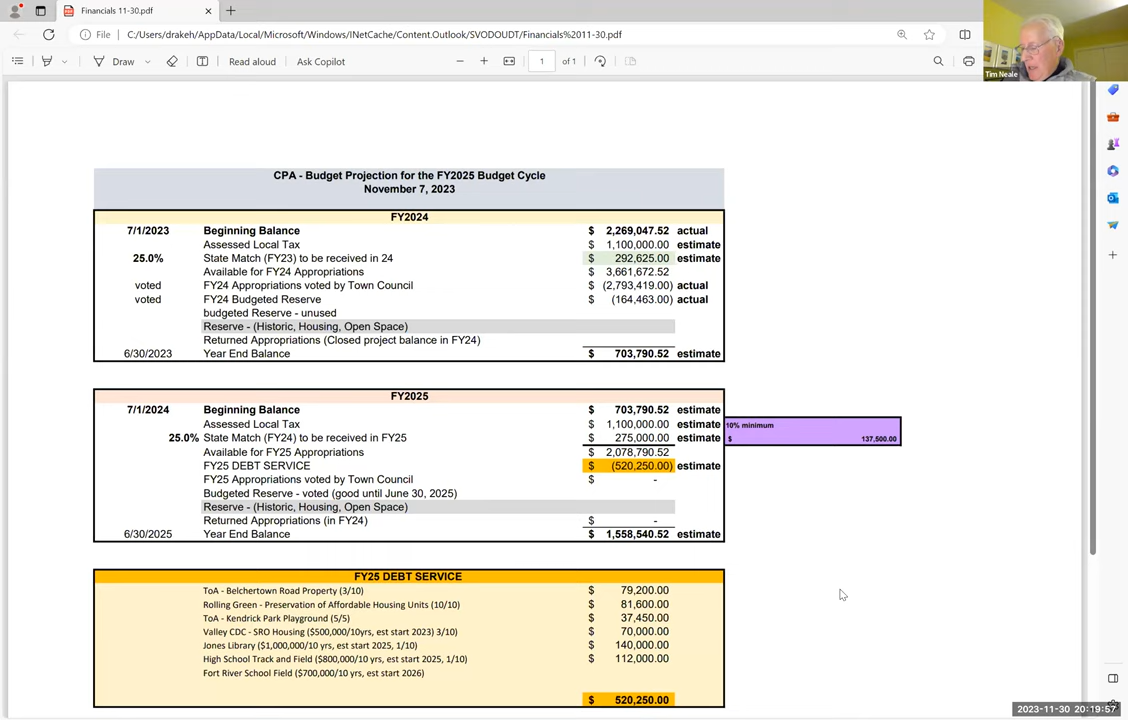 Financials 11-30.pdf
File C:/Users/drakeh/AppData/Local/Microsoft/Windows/INetCache/Content.Outlook/SVODOUDT/Financials%2011-30.pdf
Draw Read aloud Ask Copilot 1 of 1
Tim Neale
CPA - Budget Projection for the FY2025 Budget Cycle
November 7, 2023
FY2024
7/1/2023 Beginning Balance $ 2,269,047.52 actual
Assessed Local Tax $ 1,100,000.00 estimate
25.0% State Match (FY23) to be received in 24 $ 292,625.00 estimate
Available for FY24 Appropriations $ 3,661,672.52
voted FY24 Appropriations voted by Town Council $ (2,793,419.00) actual
voted FY24 Budgeted Reserve $ (164,463.00) actual
budgeted Reserve - unused
Reserve - (Historic, Housing, Open Space)
Returned Appropriations (Closed project balance in FY24)
6/30/2023 Year End Balance $ 703,790.52 estimate
FY2025
7/1/2024 Beginning Balance $ 703,790.52 estimate
Assessed Local Tax $ 1,100,000.00 estimate 10% minimum
25.0% State Match (FY24) to be received in FY25 $ 275,000.00 estimate $ 137,500.00
Available for FY25 Appropriations $ 2,078,790.52
FY25 DEBT SERVICE $ (520,250.00) estimate
FY25 Appropriations voted by Town Council $ -
Budgeted Reserve - voted (good until June 30, 2025)
Reserve - (Historic, Housing, Open Space)
Returned Appropriations (in FY24) $ -
6/30/2025 Year End Balance $ 1,558,540.52 estimate
FY25 DEBT SERVICE
ToA - Belchertown Road Property (3/10) $ 79,200.00
Rolling Green - Preservation of Affordable Housing Units (10/10) $ 81,600.00
ToA - Kendrick Park Playground (5/5) $ 37,450.00
Valley CDC - SRO Housing ($500,000/10yrs, est start 2023) 3/10) $ 70,000.00
Jones Library ($1,000,000/10 yrs, est start 2025, 1/10) $ 140,000.00
High School Track and Field ($800,000/10 yrs, est start 2025, 1/10) $ 112,000.00
Fort River School Field ($700,000/10 yrs, est start 2026)
$ 520,250.00
2023-11-30 20:19:57